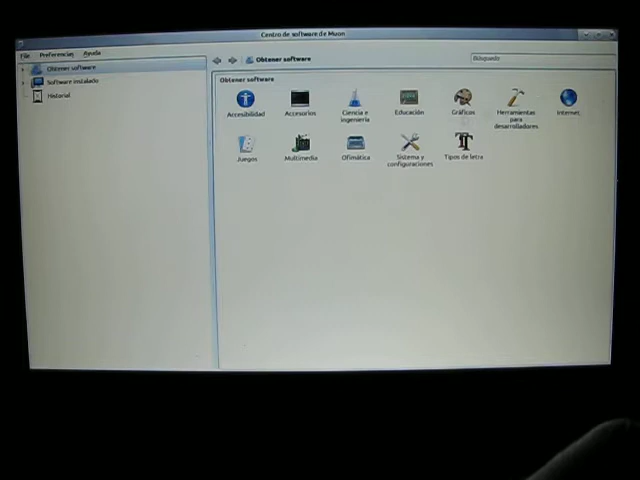 Centro de software de Muon
File Preferencias Ayuda
Obtener software
Búsqueda
Obtener software
Software instalado
Historial
Obtener software
Accesibilidad
Accesorios
Ciencia e
ingeniería
Educación
Gráficos
Herramientas
para
desarrolladores
Internet
Juegos
Multimedia
Ofimática
Sistema y
configuraciones
Tipos de letra